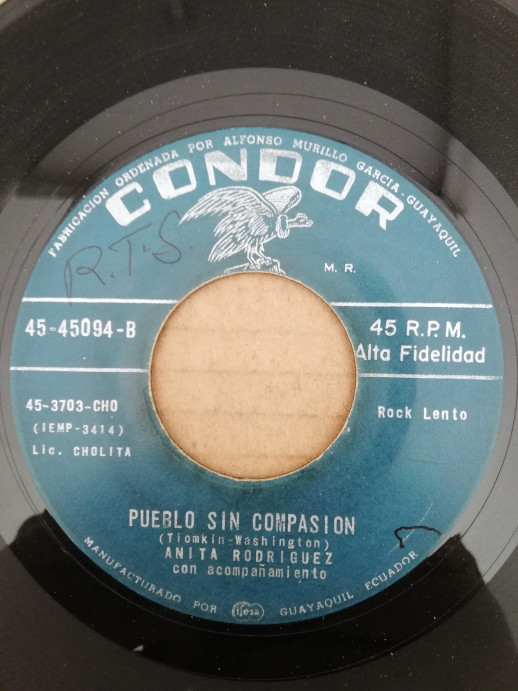 FABRICACION ORDENADA POR ALFONSO MURILLO GARCIA - GUAYAQUIL
CONDOR
R.T.S.
M. R.
45-45094-B
45 R.P.M.
Alta Fidelidad
45-3703-CHO
(IEMP-3414)
Lic. CHOLITA
Rock Lento
PUEBLO SIN COMPASION
(Tiomkin-Washington)
ANITA RODRIGUEZ
con acompañamiento
MANUFACTURADO POR ifesa GUAYAQUIL ECUADOR